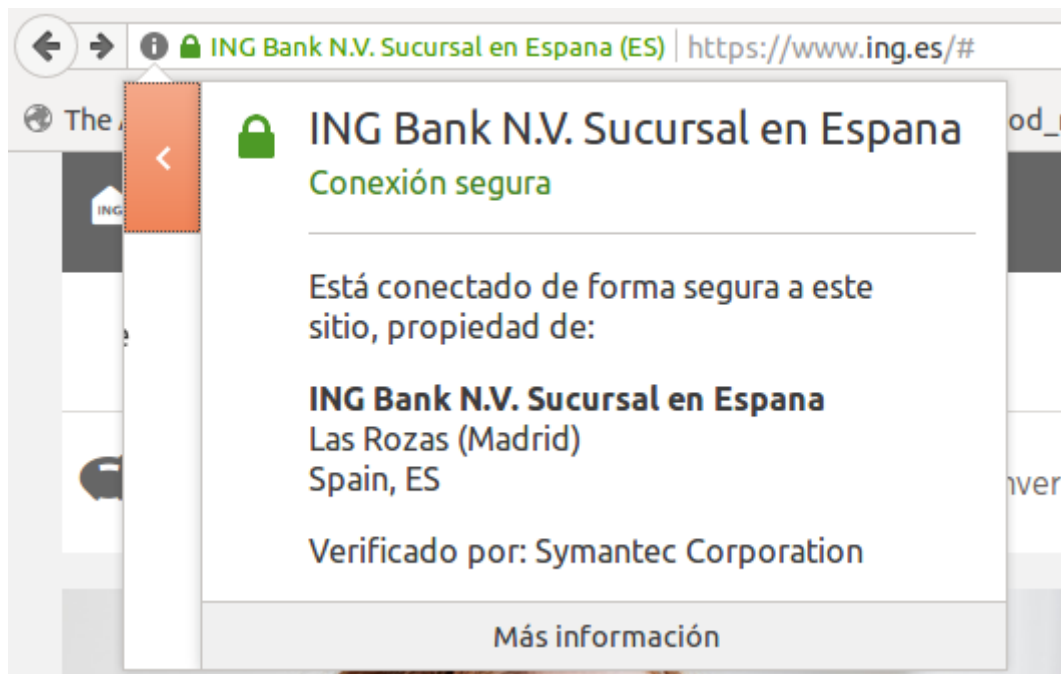 ING Bank N.V. Sucursal en Espana (ES) https://www.ing.es/#
The
ING
ING Bank N.V. Sucursal en Espana
Conexión segura
Está conectado de forma segura a este
sitio, propiedad de:
ING Bank N.V. Sucursal en Espana
Las Rozas (Madrid)
Spain, ES
Verificado por: Symantec Corporation
Más información